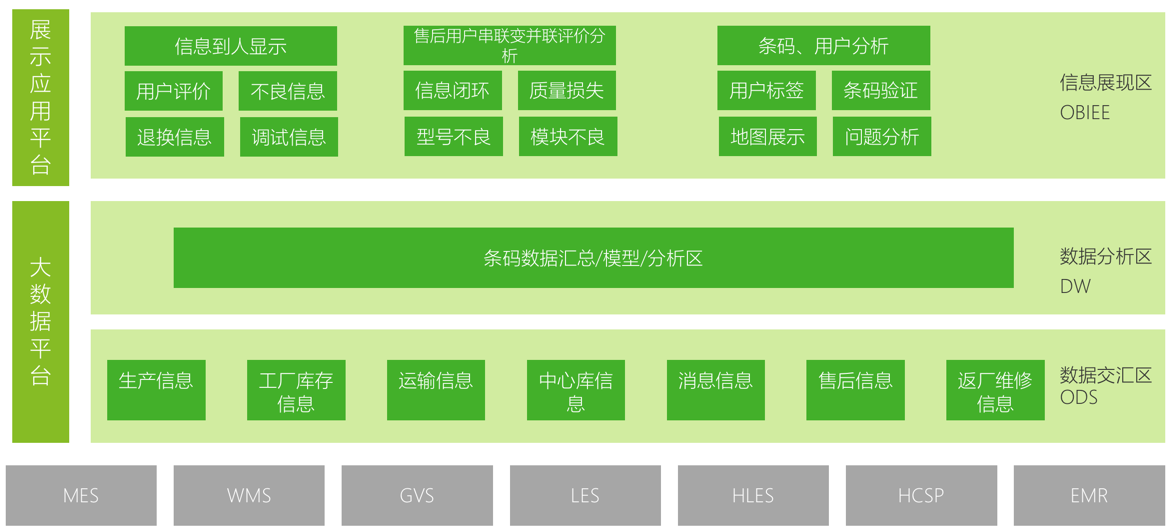 展示应用平台
信息到人显示
用户评价
不良信息
退换信息
调试信息
售后用户串联变并联评价分
析
信息闭环
质量损失
型号不良
模块不良
条码、用户分析
用户标签
条码验证
地图展示
问题分析
信息展现区
OBIEE
大数据平台
条码数据汇总/模型/分析区
数据分析区
DW
生产信息
工厂库存
信息
运输信息
中心库信
息
消息信息
售后信息
返厂维修
信息
数据交汇区
ODS
MES
WMS
GVS
LES
HLES
HCSP
EMR